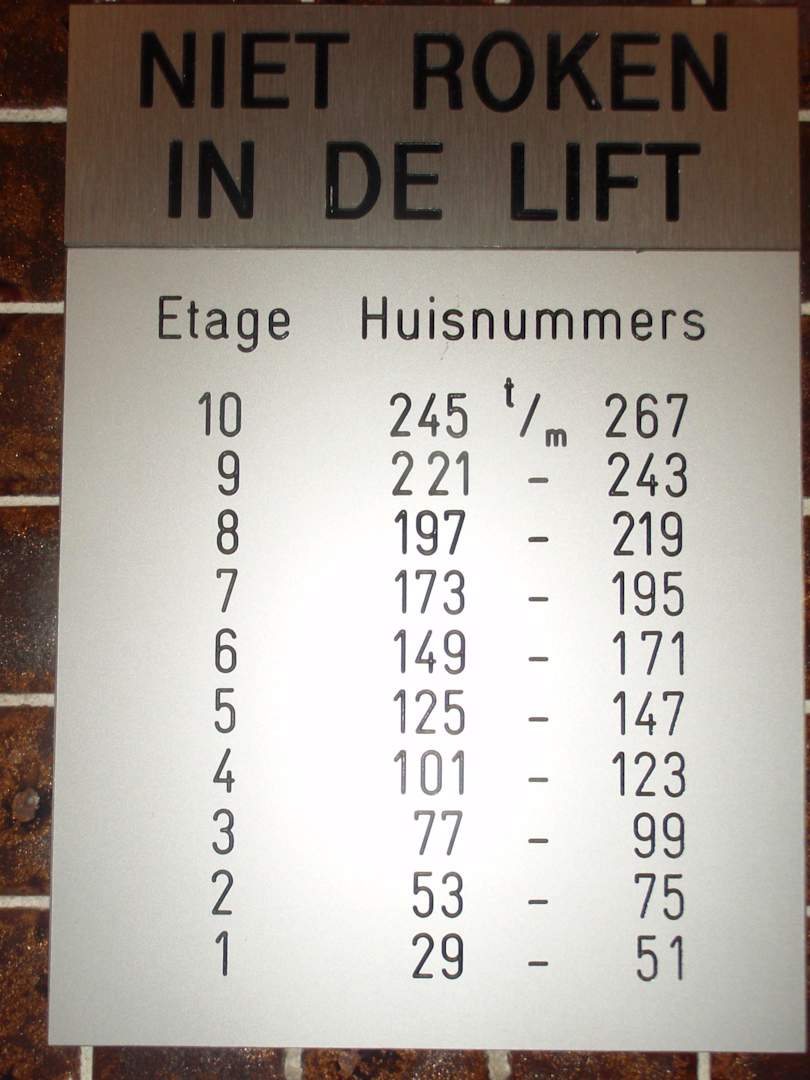 NIET ROKEN
IN DE LIFT
Etage Huisnummers
10 245 t/m 267
9 221 - 243
8 197 - 219
7 173 - 195
6 149 - 171
5 125 - 147
4 101 - 123
3 77 - 99
2 53 - 75
1 29 - 51